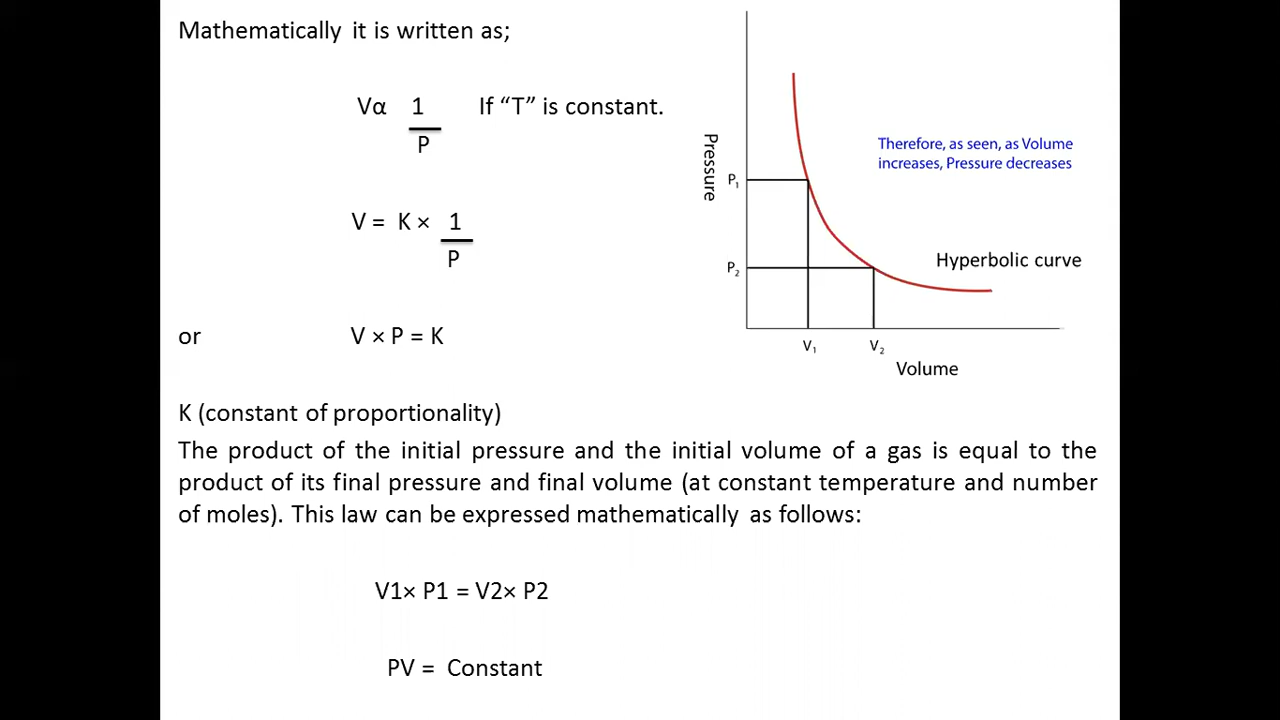 Mathematically it is written as;
Vα 1 If “T” is constant.
P
V = K × 1
P
or V × P = K
Pressure
P1
P2
V1 V2
Volume
Therefore, as seen, as Volume
increases, Pressure decreases
Hyperbolic curve
K (constant of proportionality)
The product of the initial pressure and the initial volume of a gas is equal to the
product of its final pressure and final volume (at constant temperature and number
of moles). This law can be expressed mathematically as follows:
V1× P1 = V2× P2
PV = Constant